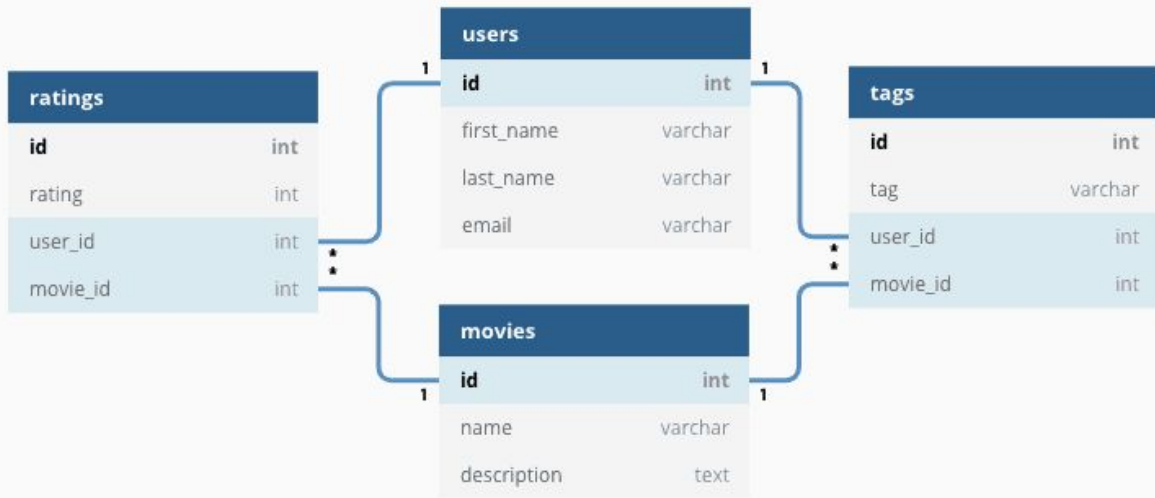 ratings
id int
rating int
user_id int
movie_id int
*
*
users
1
id int
1
first_name varchar
last_name varchar
email varchar
movies
id int
1
1
name varchar
description text
tags
id int
tag varchar
user_id int
movie_id int
*
*